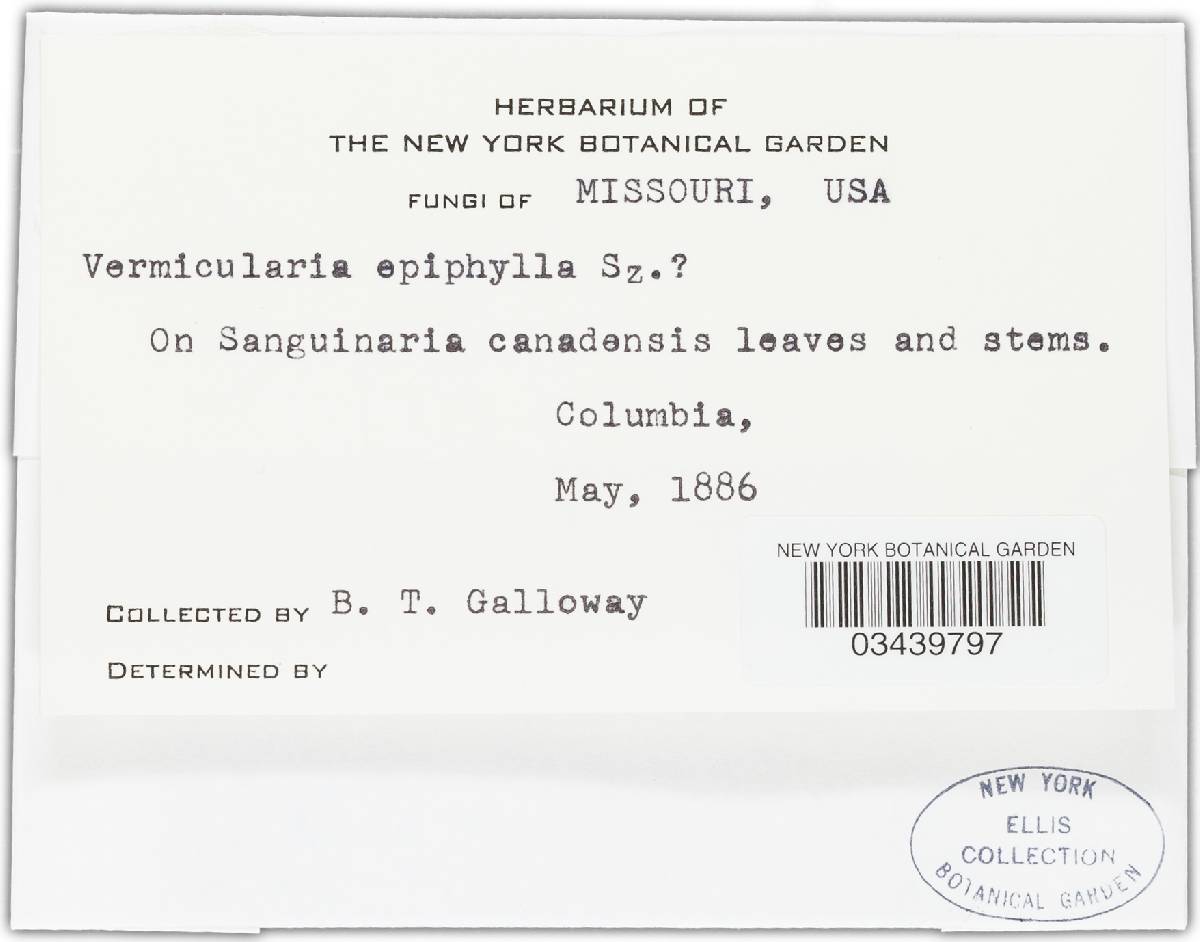 HERBARIUM OF
THE NEW YORK BOTANICAL GARDEN
FUNGI OF MISSOURI, USA
Vermicularia epiphylla Sz.?
On Sanguinaria canadensis leaves and stems.
Columbia,
May, 1886
NEW YORK BOTANICAL GARDEN
03439797
COLLECTED BY B. T. Galloway
DETERMINED BY
NEW YORK
ELLIS
COLLECTION
BOTANICAL GARDEN